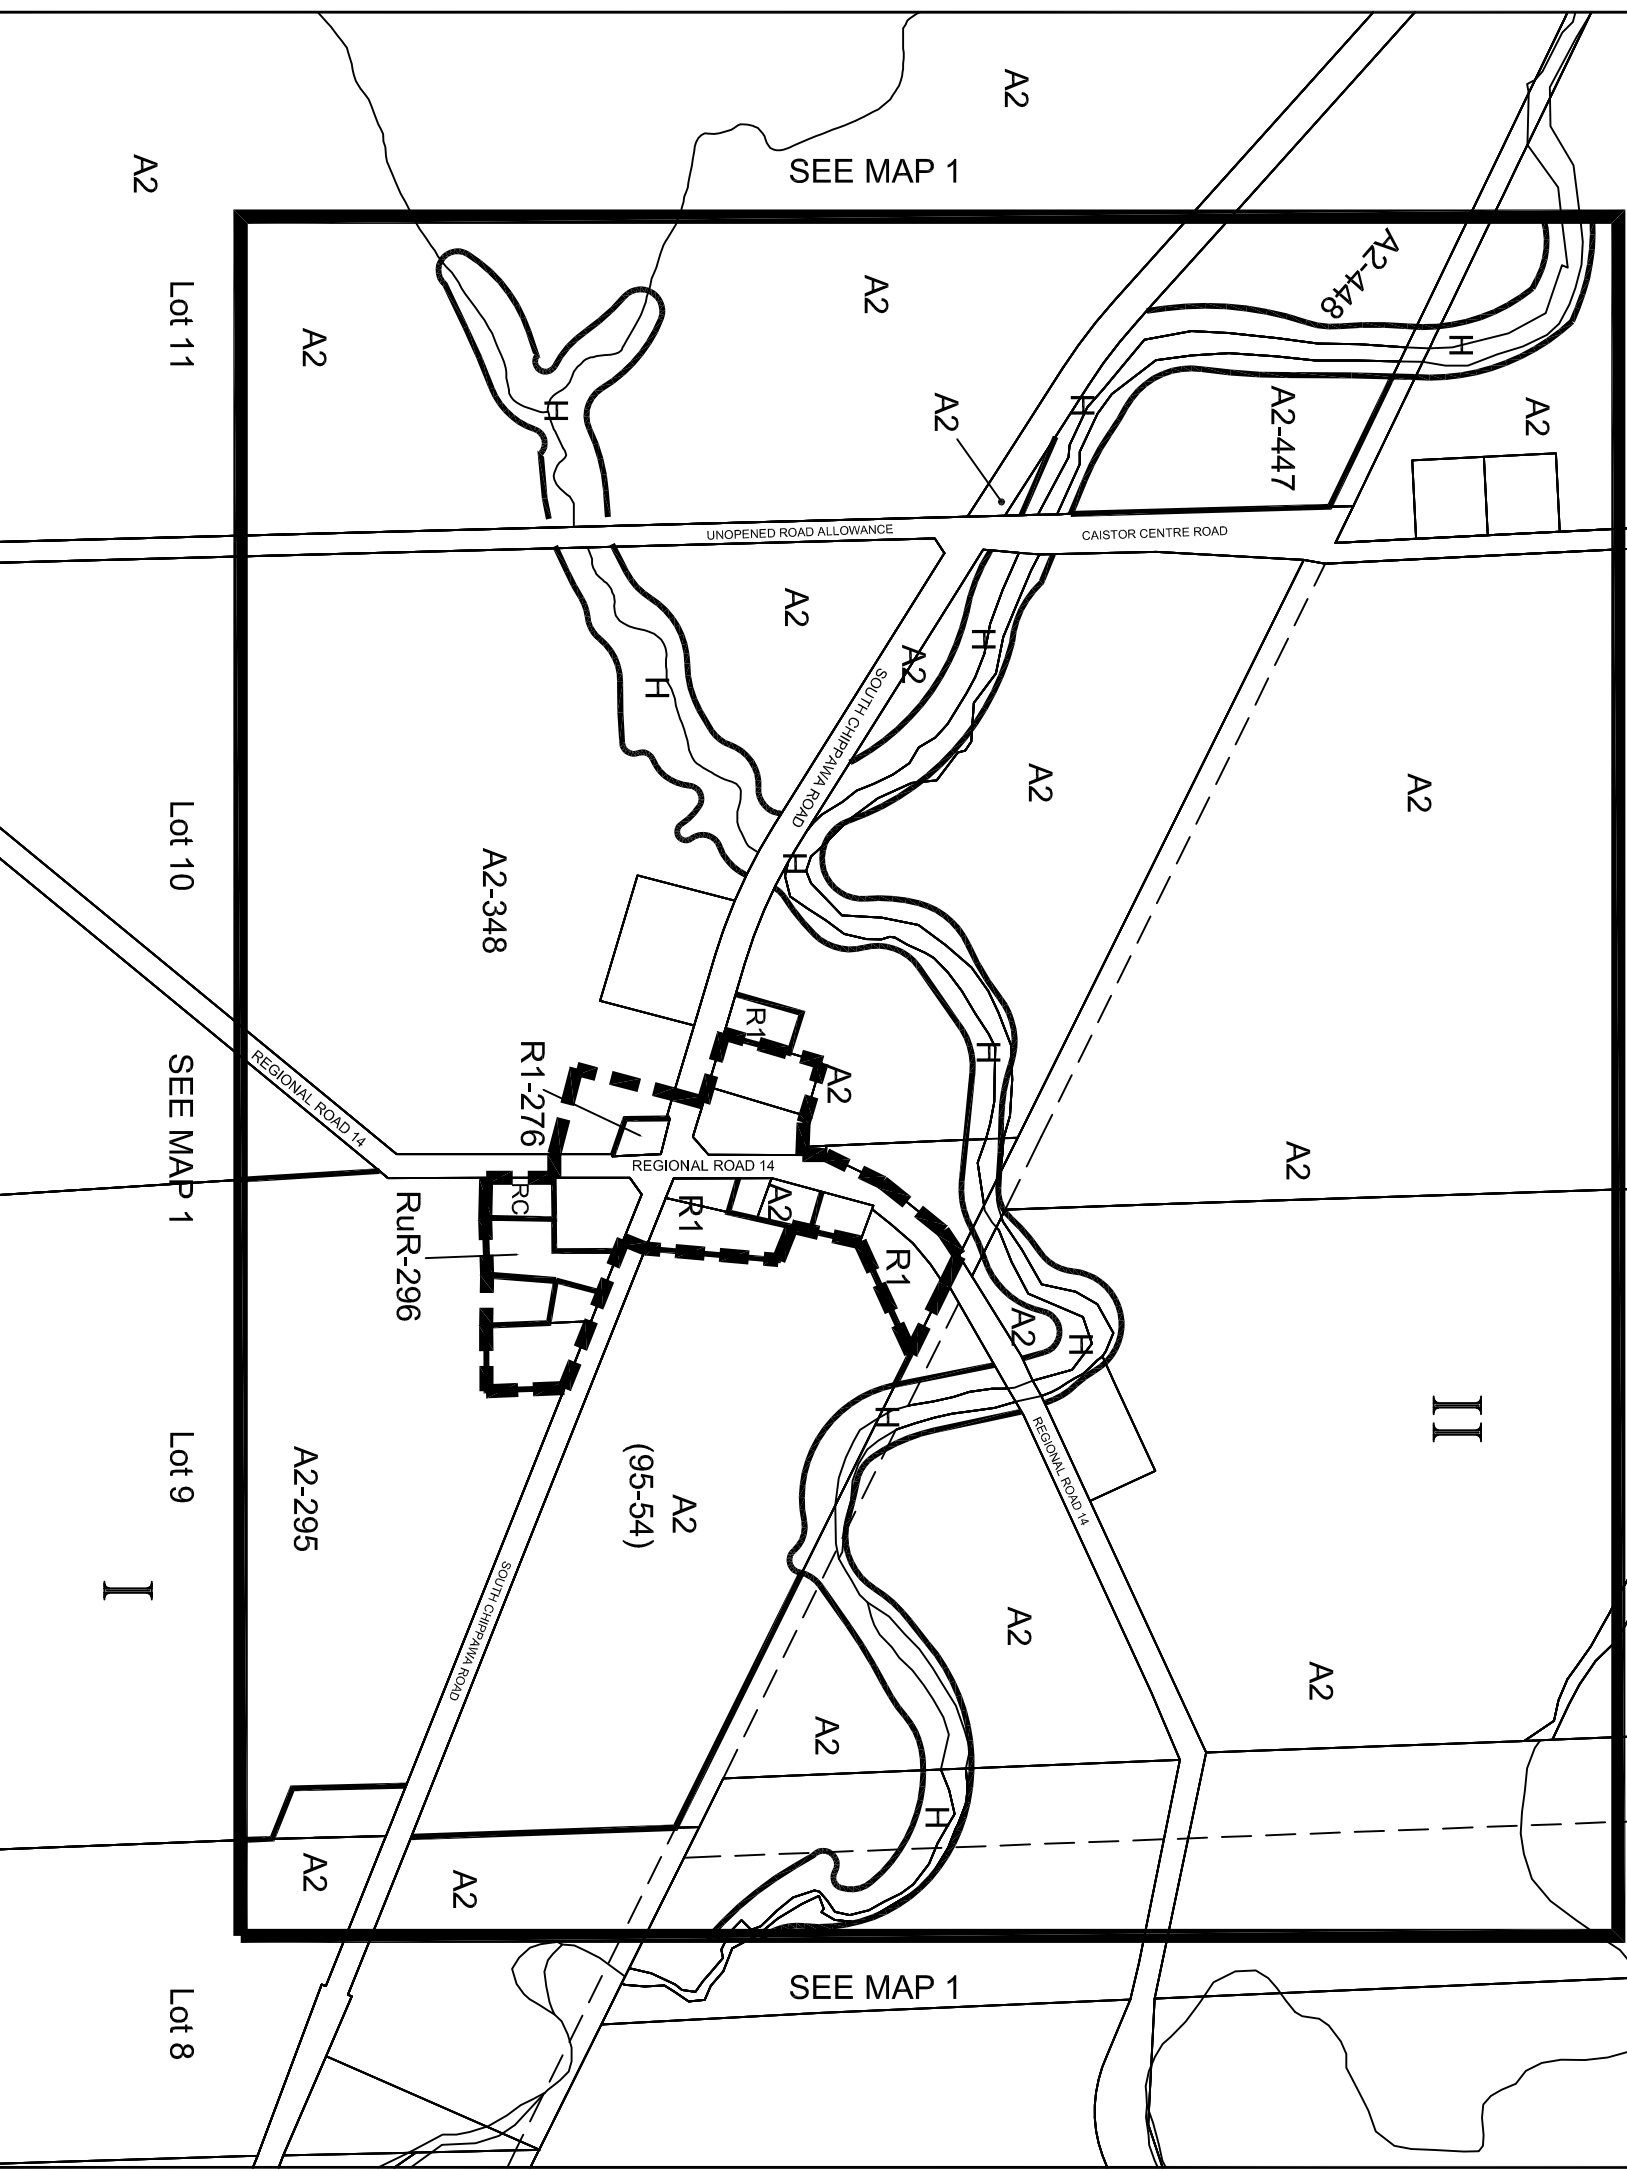 A2
A2
SEE MAP 1
A2-448
A2
Lot 11
A2
H
H
A2
A2-447
A2
H
UNOPENED ROAD ALLOWANCE
CAISTOR CENTRE ROAD
A2
H
A2
H
SOUTH CHIPPAWA ROAD
A2
A2
Lot 10
A2-348
H
R1
H
R1-276
A2
SEE MAP 1
REGIONAL ROAD 14
REGIONAL ROAD 14
A2
RuR-296
RC
R1
A2
R1
A2
H
H
II
REGIONAL ROAD 14
Lot 9
A2-295
A2
(95-54)
I
SOUTH CHIPPAWA ROAD
A2
A2
A2
H
A2
A2
SEE MAP 1
Lot 8